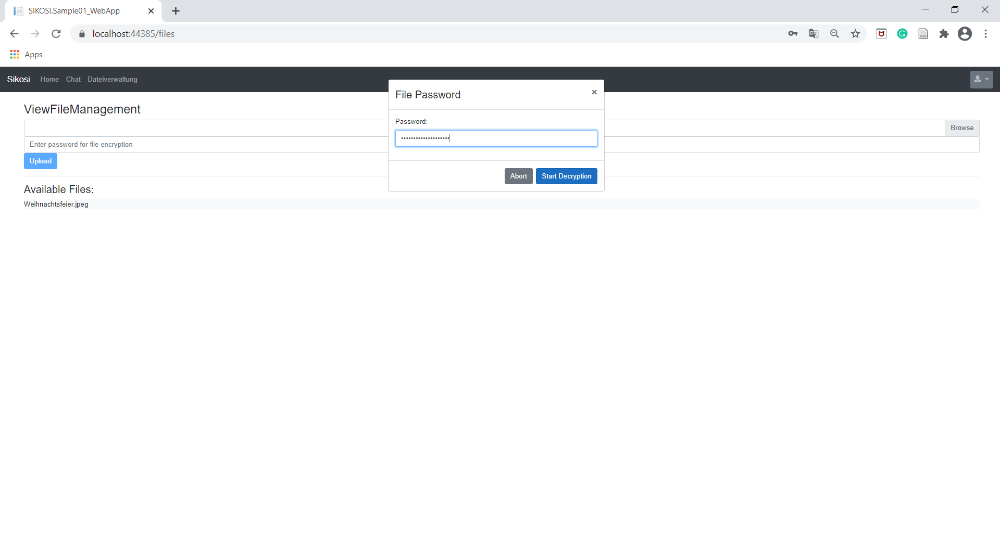 SIKOSI.Sample01_WebApp
localhost:44385/files
Apps
Sikosi Home Chat Dateiverwaltung
File Password
ViewFileManagement
Password:
Browse
Enter password for file encryption
Upload
Abort Start Decryption
Available Files:
Weihnachtsfeier.jpeg